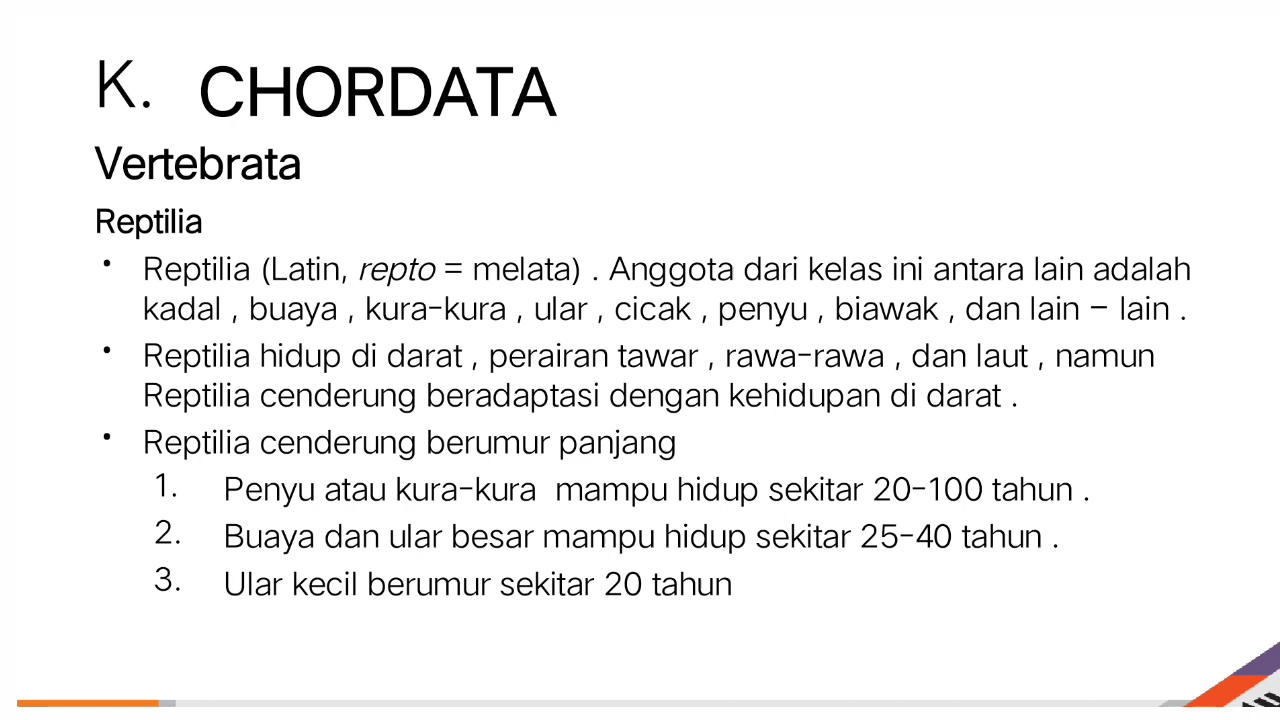 K. CHORDATA
Vertebrata
Reptilia
• Reptilia (Latin, repto = melata) . Anggota dari kelas ini antara lain adalah
kadal , buaya , kura-kura , ular , cicak , penyu , biawak , dan lain – lain .
• Reptilia hidup di darat , perairan tawar , rawa-rawa , dan laut , namun
Reptilia cenderung beradaptasi dengan kehidupan di darat .
• Reptilia cenderung berumur panjang
1. Penyu atau kura-kura  mampu hidup sekitar 20-100 tahun .
2. Buaya dan ular besar mampu hidup sekitar 25-40 tahun .
3. Ular kecil berumur sekitar 20 tahun